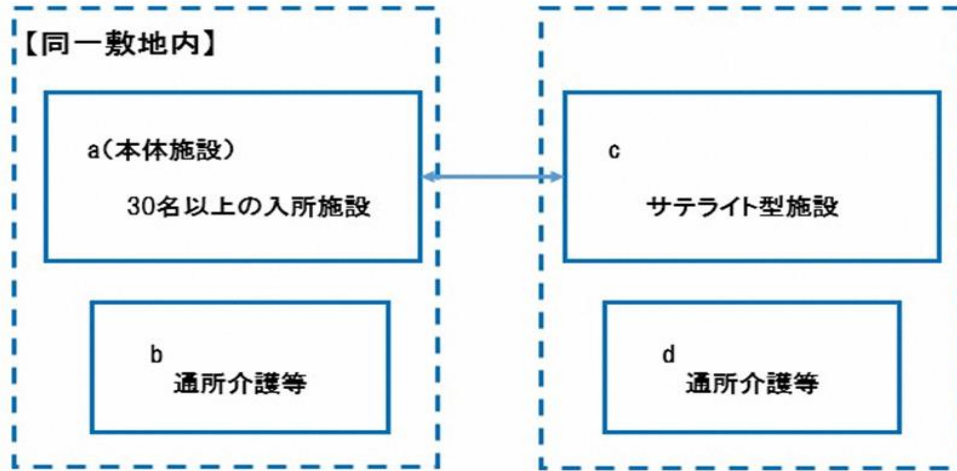 【同一敷地内】
a(本体施設)
30名以上の入所施設
c
サテライト型施設
b
通所介護等
d
通所介護等